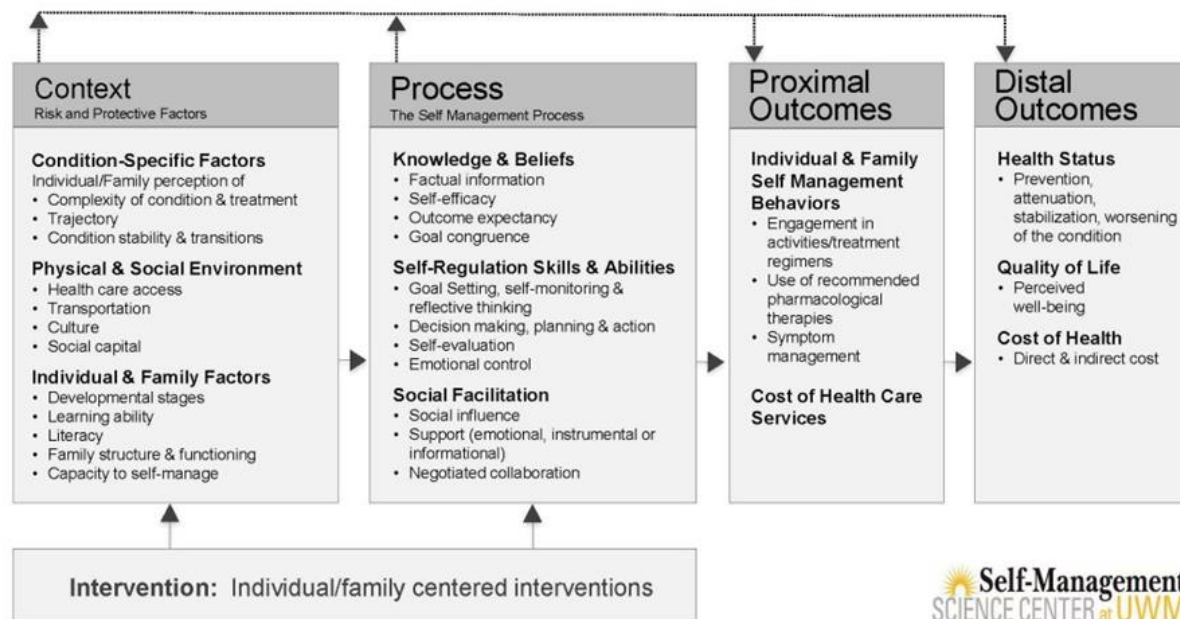 Context
Risk and Protective Factors
Condition-Specific Factors
Individual/Family perception of
• Complexity of condition & treatment
• Trajectory
• Condition stability & transitions
Physical & Social Environment
• Health care access
• Transportation
• Culture
• Social capital
Individual & Family Factors
• Developmental stages
• Learning ability
• Literacy
• Family structure & functioning
• Capacity to self-manage
Process
The Self Management Process
Knowledge & Beliefs
• Factual information
• Self-efficacy
• Outcome expectancy
• Goal congruence
Self-Regulation Skills & Abilities
• Goal Setting, self-monitoring &
reflective thinking
• Decision making, planning & action
• Self-evaluation
• Emotional control
Social Facilitation
• Social influence
• Support (emotional, instrumental or
informational)
• Negotiated collaboration
Proximal
Outcomes
Individual & Family
Self Management
Behaviors
• Engagement in
activities/treatment
regimens
• Use of recommended
pharmacological
therapies
• Symptom
management
Cost of Health Care
Services
Distal
Outcomes
Health Status
• Prevention,
attenuation,
stabilization, worsening
of the condition
Quality of Life
• Perceived
well-being
Cost of Health
• Direct & indirect cost
Intervention: Individual/family centered interventions
Self-Management
SCIENCE CENTER at UWM